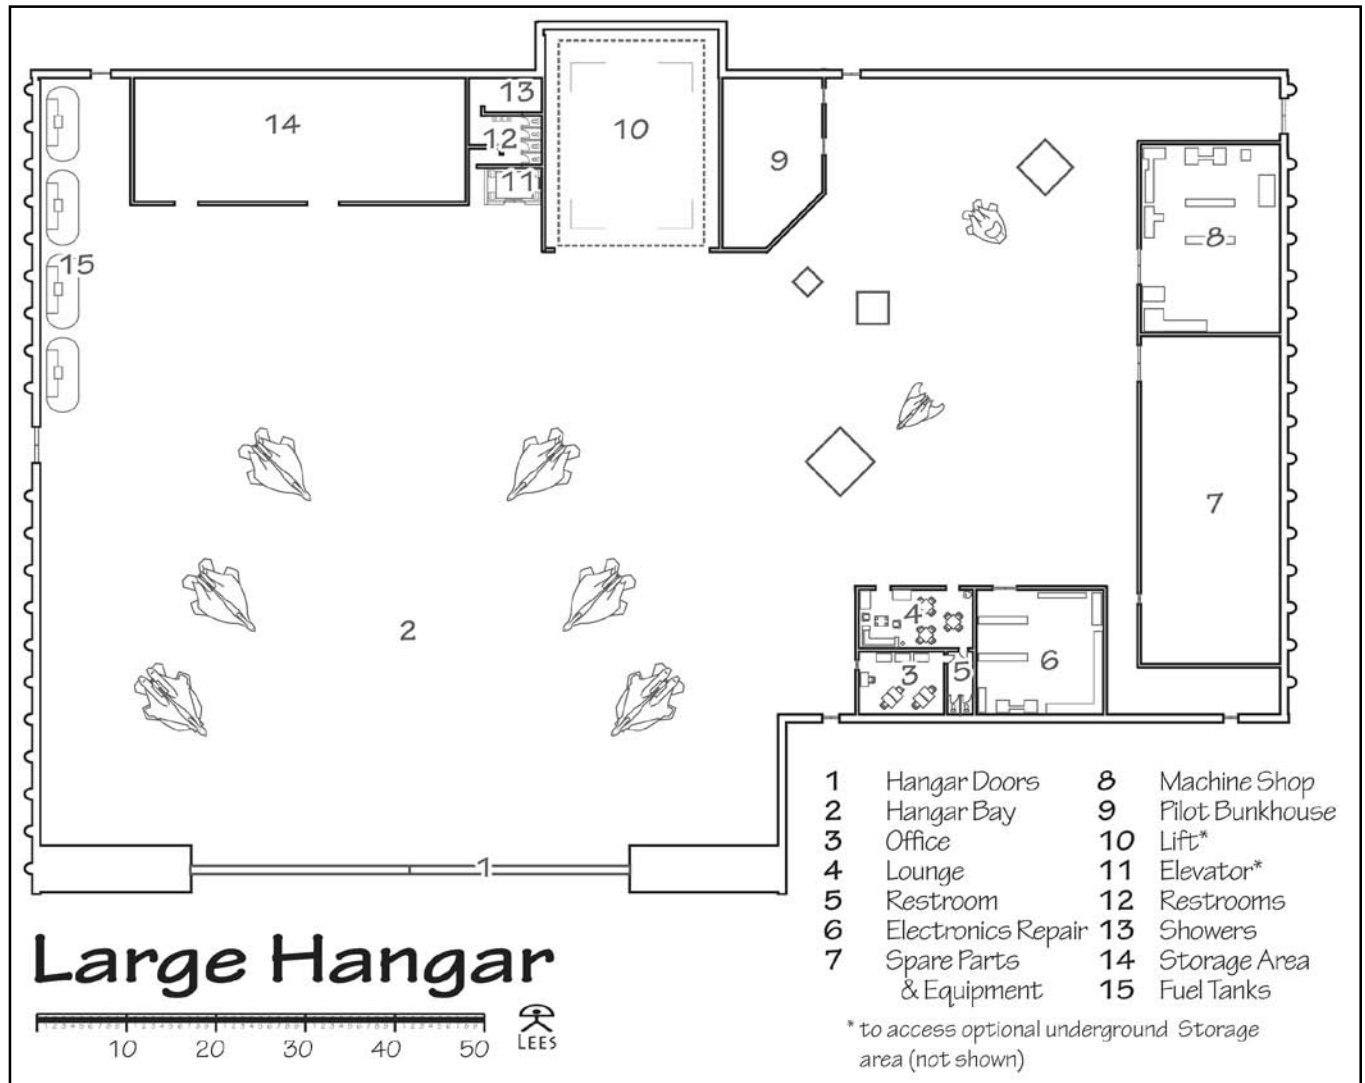 13
14
10
12
9
11
8
15
7
2
4
3
5
6
1
1 Hangar Doors
2 Hangar Bay
3 Office
4 Lounge
5 Restroom
6 Electronics Repair
7 Spare Parts
& Equipment
8 Machine Shop
9 Pilot Bunkhouse
10 Lift*
11 Elevator*
12 Restrooms
13 Showers
14 Storage Area
15 Fuel Tanks
* to access optional underground Storage
area (not shown)
Large Hangar
10 20 30 40 50
LEES